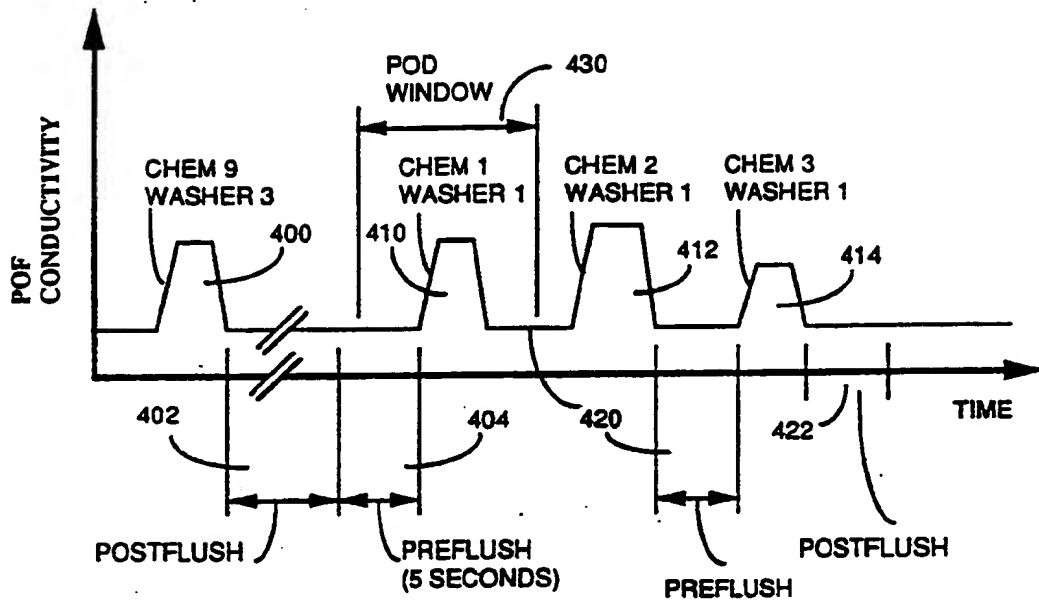 POF
CONDUCTIVITY
POD
WINDOW
430
CHEM 9
WASHER 3
400
CHEM 1
WASHER 1
410
CHEM 2
WASHER 1
412
CHEM 3
WASHER 1
414
TIME
402
404
420
422
POSTFLUSH
PREFLUSH
(5 SECONDS)
PREFLUSH
POSTFLUSH